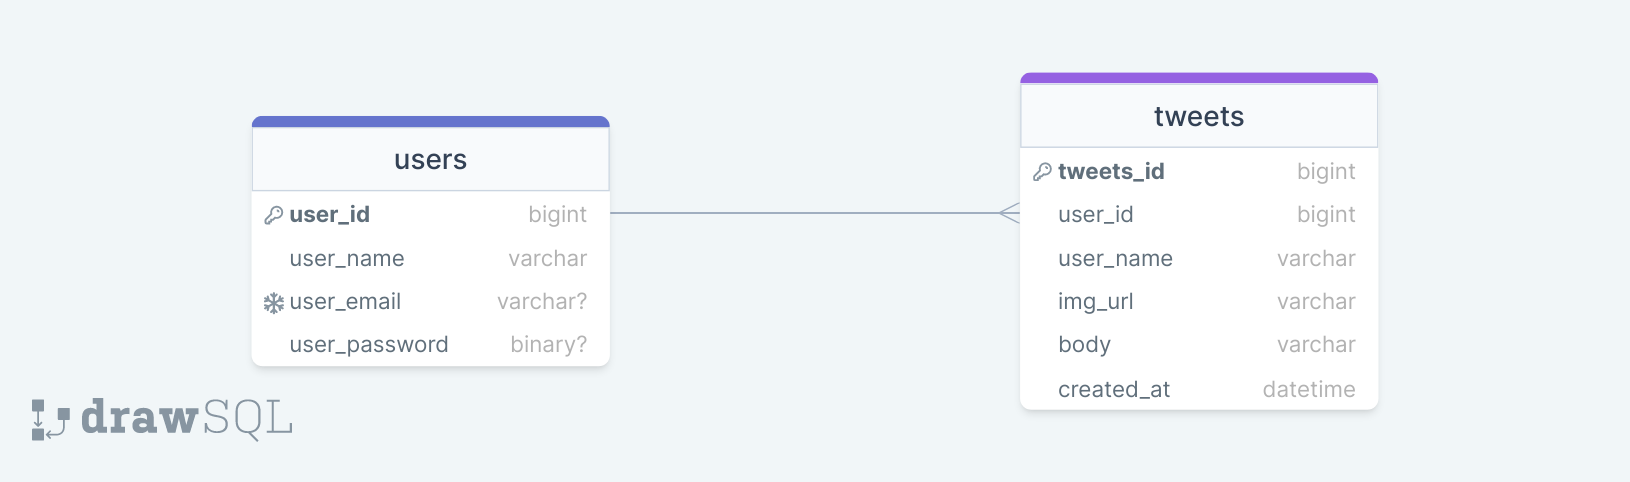 users
user_id bigint
user_name varchar
user_email varchar?
user_password binary?
tweets
tweets_id bigint
user_id bigint
user_name varchar
img_url varchar
body varchar
created_at datetime
drawSQL